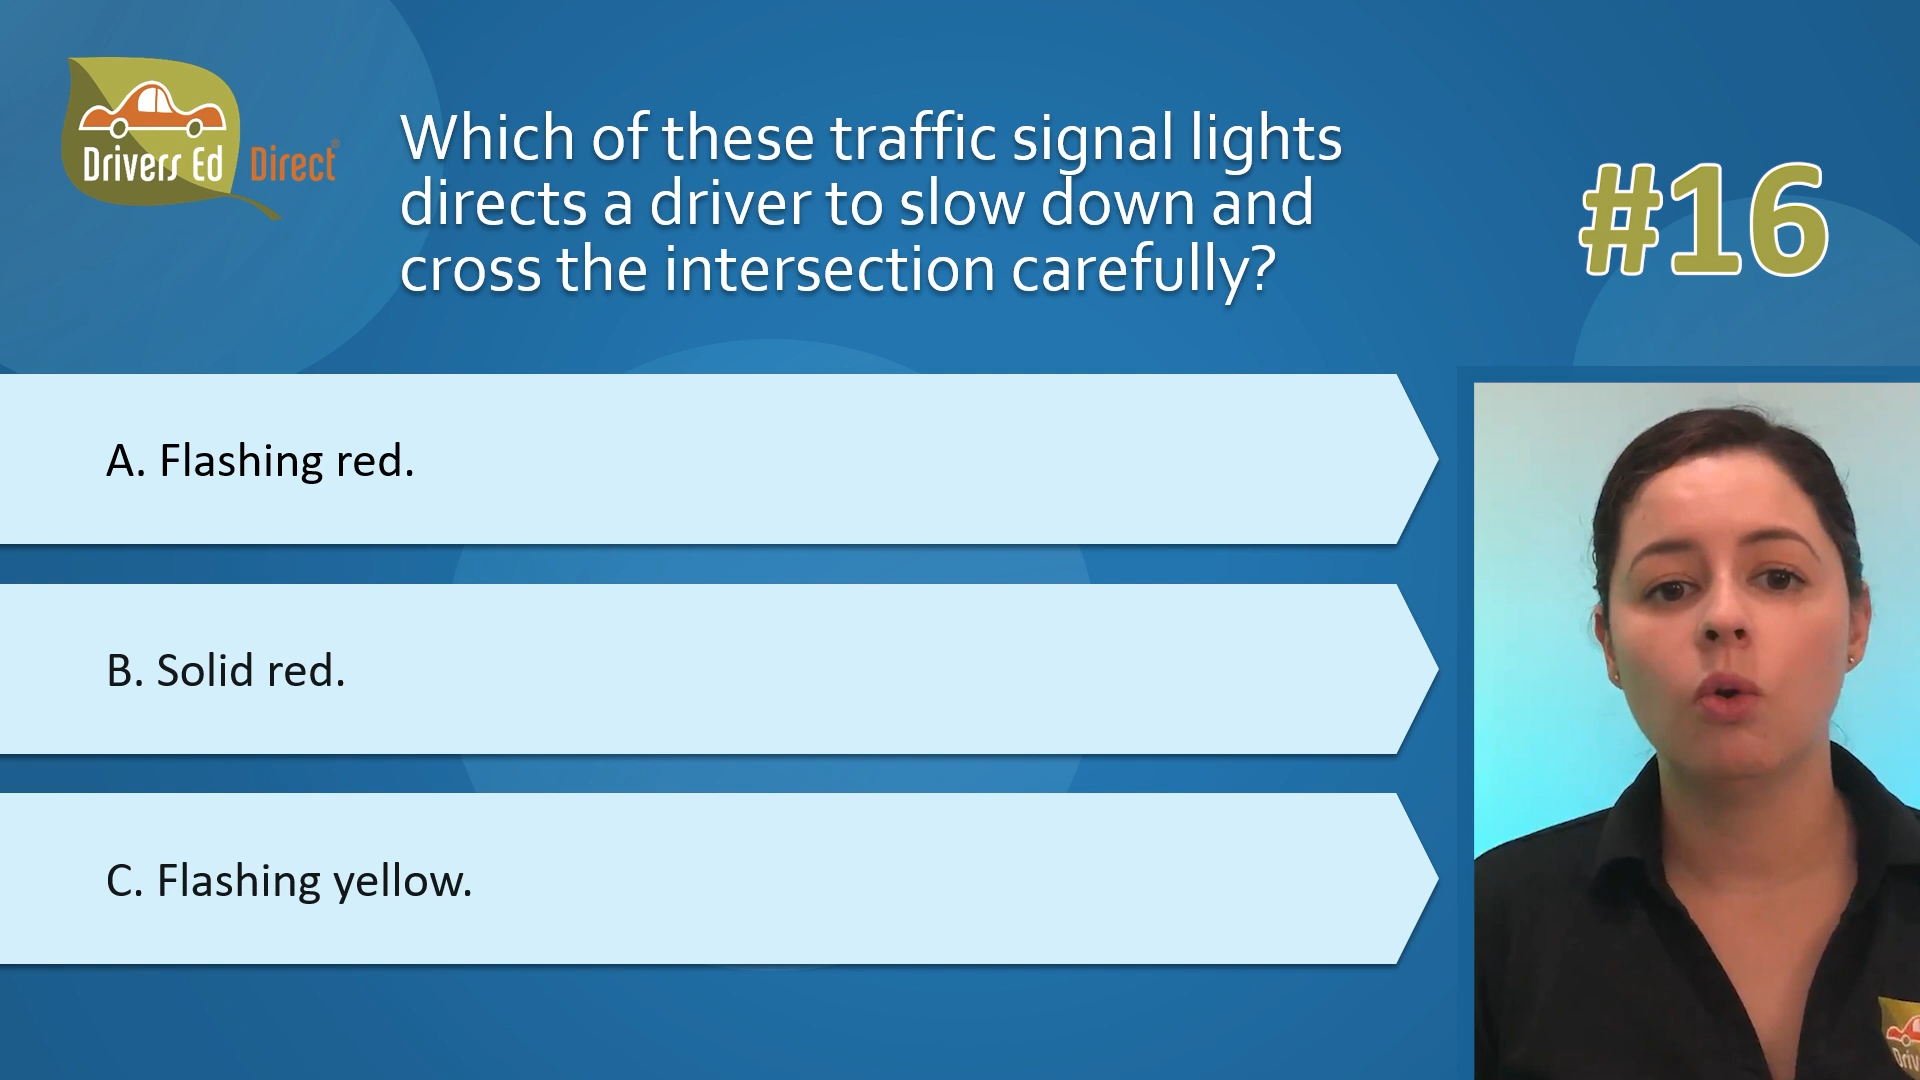 Drivers Ed Direct®
Which of these traffic signal lights
directs a driver to slow down and
cross the intersection carefully?
#16
A. Flashing red.
B. Solid red.
C. Flashing yellow.